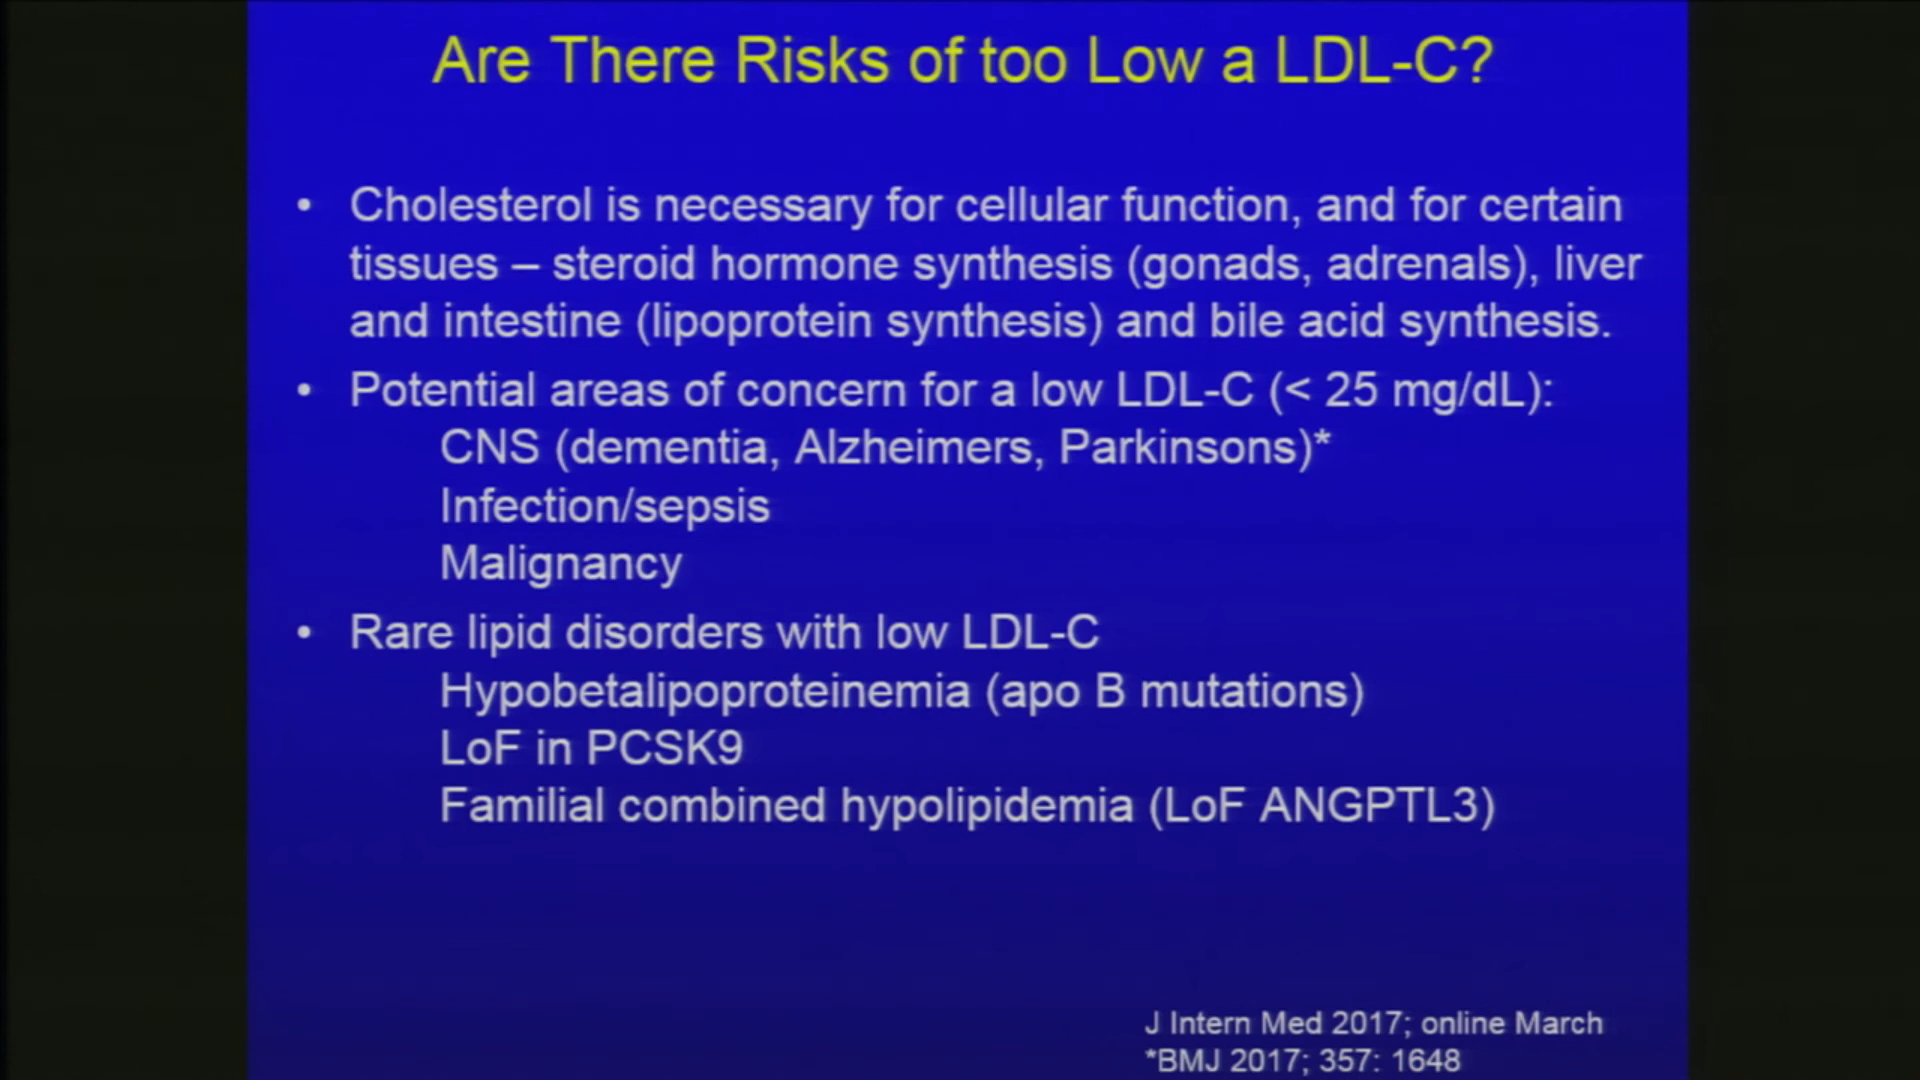 Are There Risks of too Low a LDL-C?
• Cholesterol is necessary for cellular function, and for certain
tissues – steroid hormone synthesis (gonads, adrenals), liver
and intestine (lipoprotein synthesis) and bile acid synthesis.
• Potential areas of concern for a low LDL-C (< 25 mg/dL):
CNS (dementia, Alzheimers, Parkinsons)*
Infection/sepsis
Malignancy
• Rare lipid disorders with low LDL-C
Hypobetalipoproteinemia (apo B mutations)
LoF in PCSK9
Familial combined hypolipidemia (LoF ANGPTL3)
J Intern Med 2017; online March
*BMJ 2017; 357: 1648